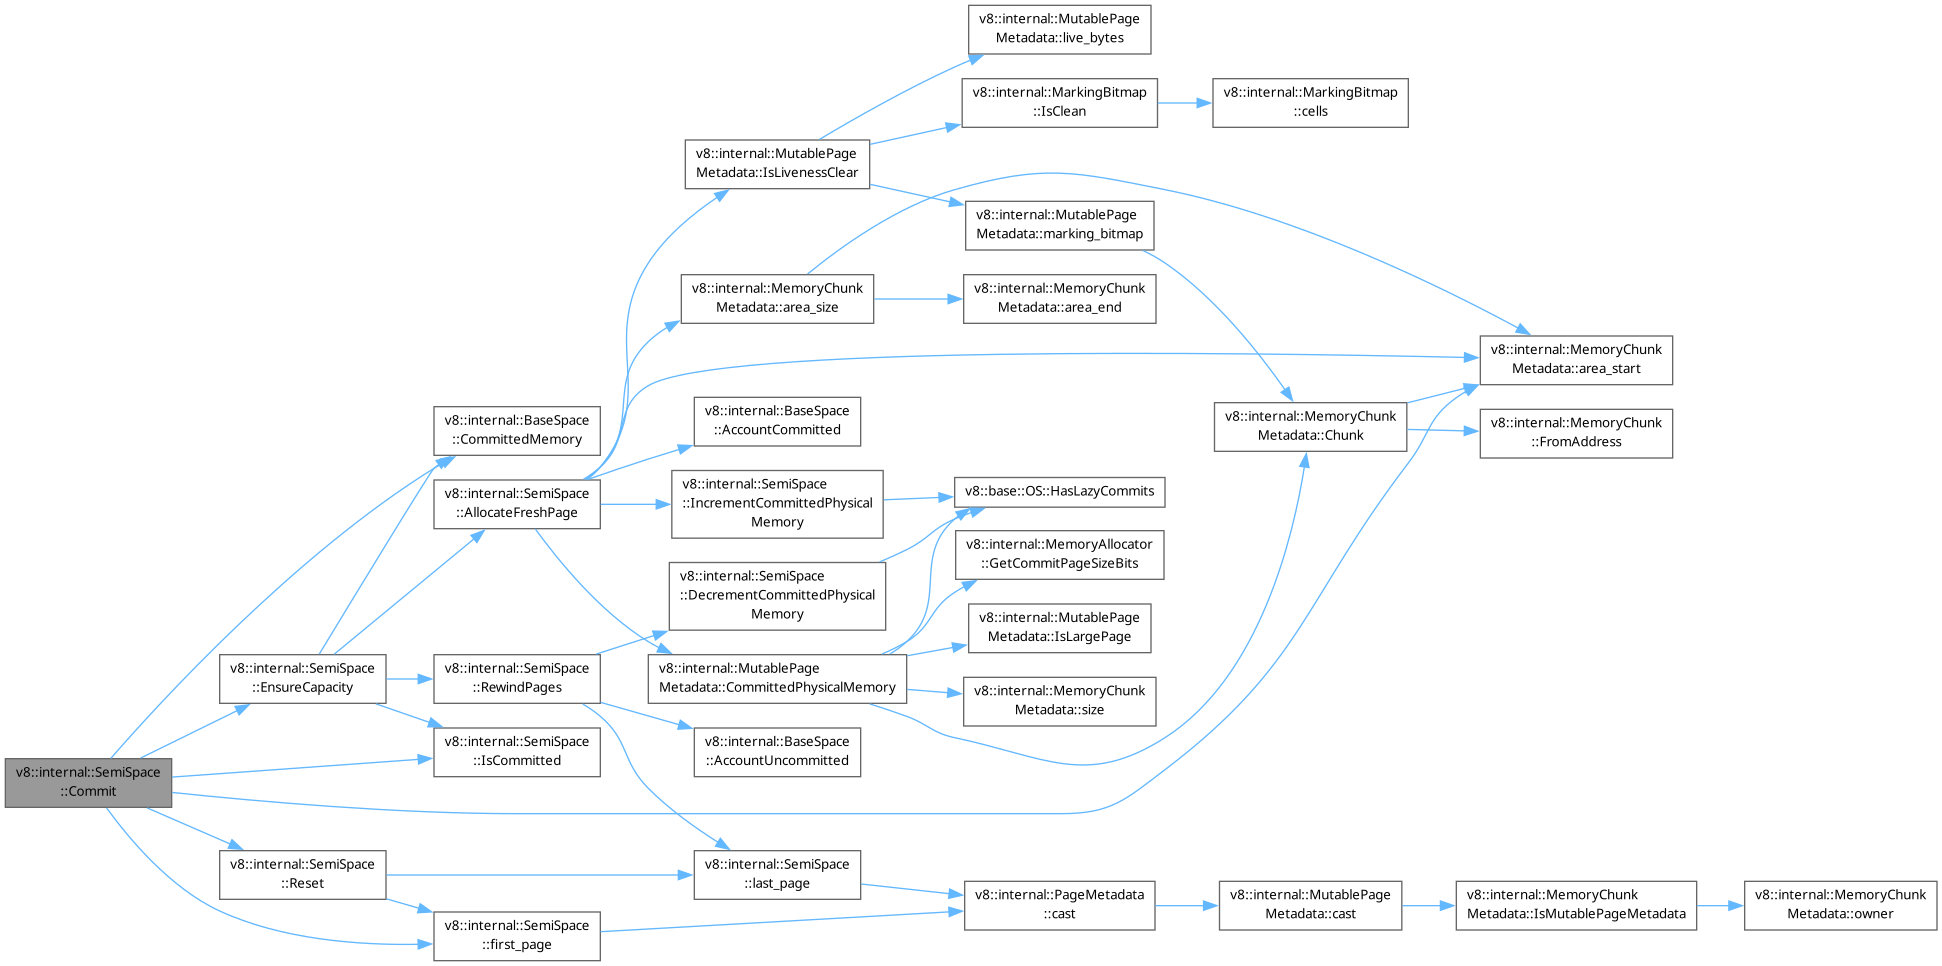 v8::internal::MutablePage
Metadata::live_bytes
v8::internal::MarkingBitmap
::IsClean
v8::internal::MarkingBitmap
::cells
v8::internal::MutablePage
Metadata::IsLivenessClear
v8::internal::MutablePage
Metadata::marking_bitmap
v8::internal::MemoryChunk
Metadata::area_size
v8::internal::MemoryChunk
Metadata::area_end
v8::internal::MemoryChunk
Metadata::area_start
v8::internal::BaseSpace
::CommittedMemory
v8::internal::BaseSpace
::AccountCommitted
v8::internal::MemoryChunk
Metadata::Chunk
v8::internal::MemoryChunk
::FromAddress
v8::internal::SemiSpace
::AllocateFreshPage
v8::internal::SemiSpace
::IncrementCommittedPhysical
Memory
v8::base::OS::HasLazyCommits
v8::internal::MemoryAllocator
::GetCommitPageSizeBits
v8::internal::SemiSpace
::DecrementCommittedPhysical
Memory
v8::internal::MutablePage
Metadata::IsLargePage
v8::internal::SemiSpace
::EnsureCapacity
v8::internal::SemiSpace
::RewindPages
v8::internal::MutablePage
Metadata::CommittedPhysicalMemory
v8::internal::MemoryChunk
Metadata::size
v8::internal::SemiSpace
::IsCommitted
v8::internal::BaseSpace
::AccountUncommitted
v8::internal::SemiSpace
::Commit
v8::internal::SemiSpace
::Reset
v8::internal::SemiSpace
::last_page
v8::internal::SemiSpace
::first_page
v8::internal::PageMetadata
::cast
v8::internal::MutablePage
Metadata::cast
v8::internal::MemoryChunk
Metadata::IsMutablePageMetadata
v8::internal::MemoryChunk
Metadata::owner